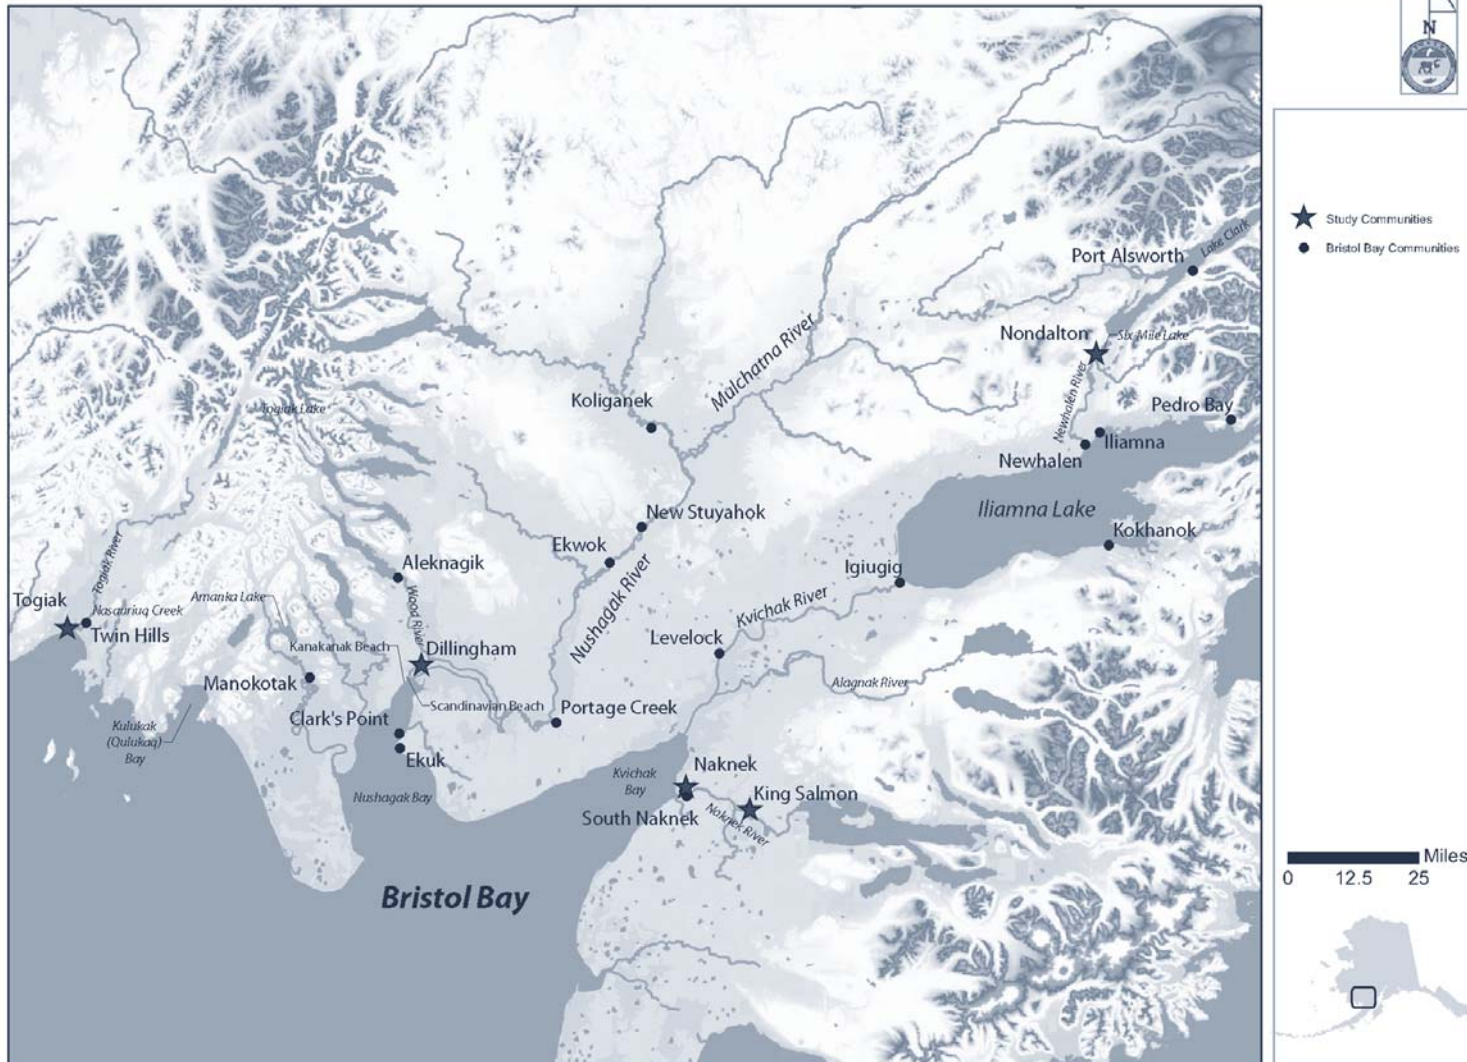 N
Study Communities
Bristol Bay Communities
Port Alsworth
Lake Clark
Nondalton
Six-Mile Lake
Mulchatna River
Newhalen River
Koliganek
Togiak Lake
Pedro Bay
Iliamna
Newhalen
Iliamna Lake
New Stuyahok
Kokhanok
Ekwok
Igiugig
Aleknagik
Togiak River
Wood River
Nushagak River
Kvichak River
Togiak
Nasauriuq Creek
Twin Hills
Amanka Lake
Kanakanak Beach
Dillingham
Levelock
Manokotak
Alagnak River
Scandinavian Beach
Portage Creek
Clark's Point
Kulukak
(Qulukaq)
Bay
Ekuk
Nushagak Bay
Kvichak
Bay
Naknek
King Salmon
South Naknek
Naknek River
Bristol Bay
Miles
0 12.5 25